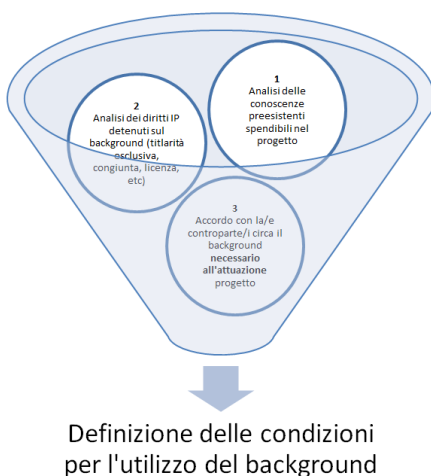 1
Analisi delle
conoscenze
preesistenti
spendibili nel
progetto
2
Analisi dei diritti IP
detenuti sul
background (titlarità
esclusiva,
congiunta, licenza,
etc)
3
Accordo con la/e
controparte/i circa il
background
necessario
all'attuazione
progetto
Definizione delle condizioni
per l'utilizzo del background